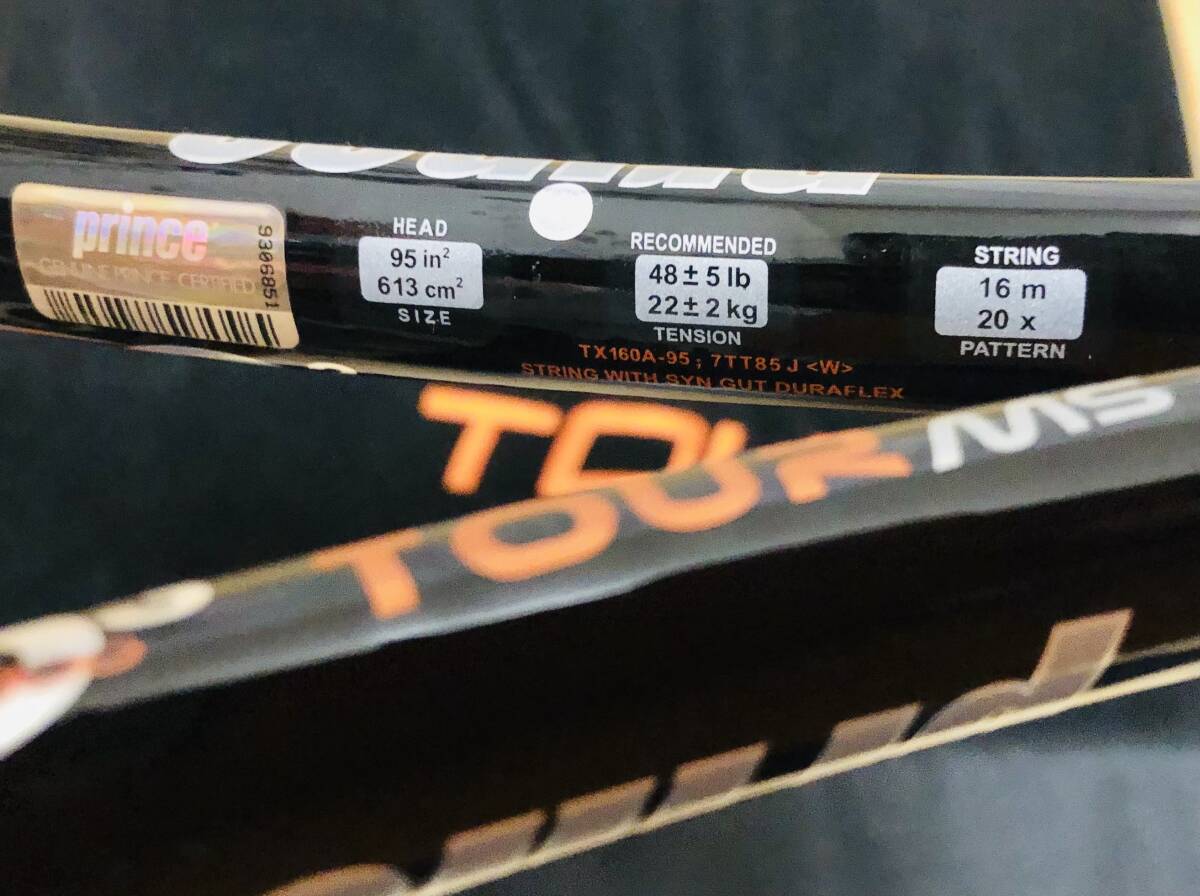 prince
GENUINE PRINCE CERTIFIED
9306851
HEAD
95 in²
613 cm²
SIZE
RECOMMENDED
48 ± 5 lb
22 ± 2 kg
TENSION
STRING
16 m
20 x
PATTERN
TX160A-95 ; 7TT85 J <W>
STRING WITH SYN GUT DURAFLEX
TOUR MS